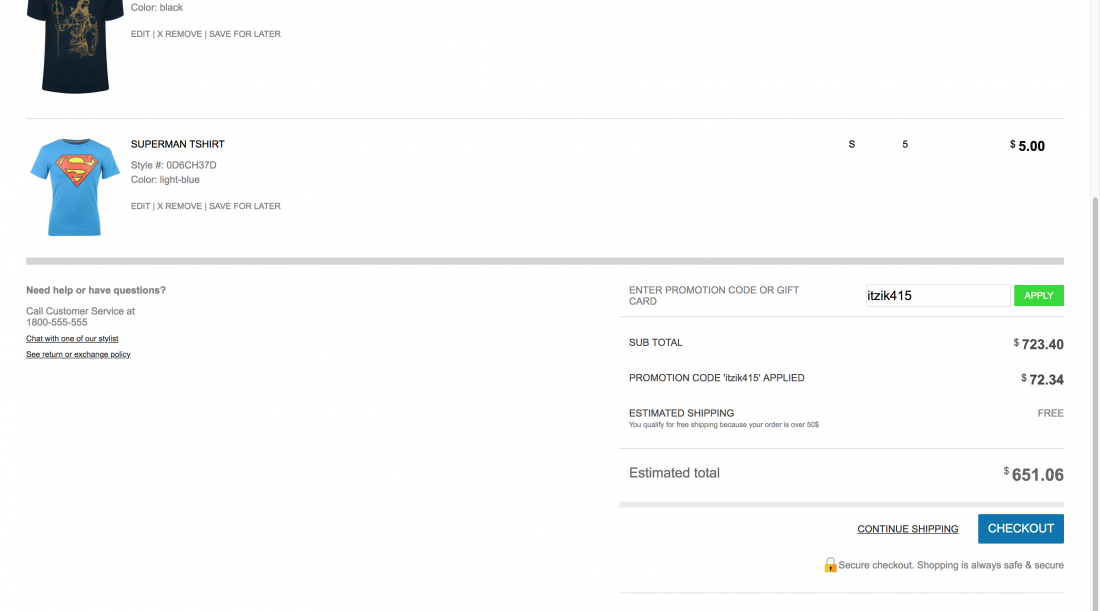 Color: black
EDIT | X REMOVE | SAVE FOR LATER
SUPERMAN TSHIRT S 5 $ 5.00
Style #: 0D6CH37D
Color: light-blue
EDIT | X REMOVE | SAVE FOR LATER
Need help or have questions?
Call Customer Service at
1800-555-555
Chat with one of our stylist
See return or exchange policy
ENTER PROMOTION CODE OR GIFT
CARD
itzik415 APPLY
SUB TOTAL $ 723.40
PROMOTION CODE 'itzik415' APPLIED $ 72.34
ESTIMATED SHIPPING FREE
You qualify for free shipping because your order is over 50$
Estimated total $ 651.06
CONTINUE SHIPPING CHECKOUT
Secure checkout. Shopping is always safe & secure